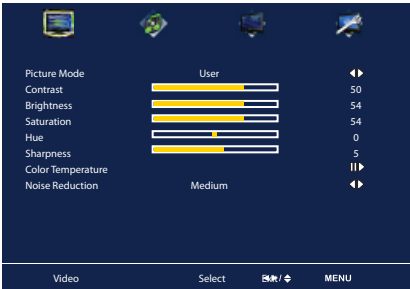 Picture Mode User
Contrast 50
Brightness 54
Saturation 54
Hue 0
Sharpness 5
Color Temperature
Noise Reduction Medium
Video Select / MENU